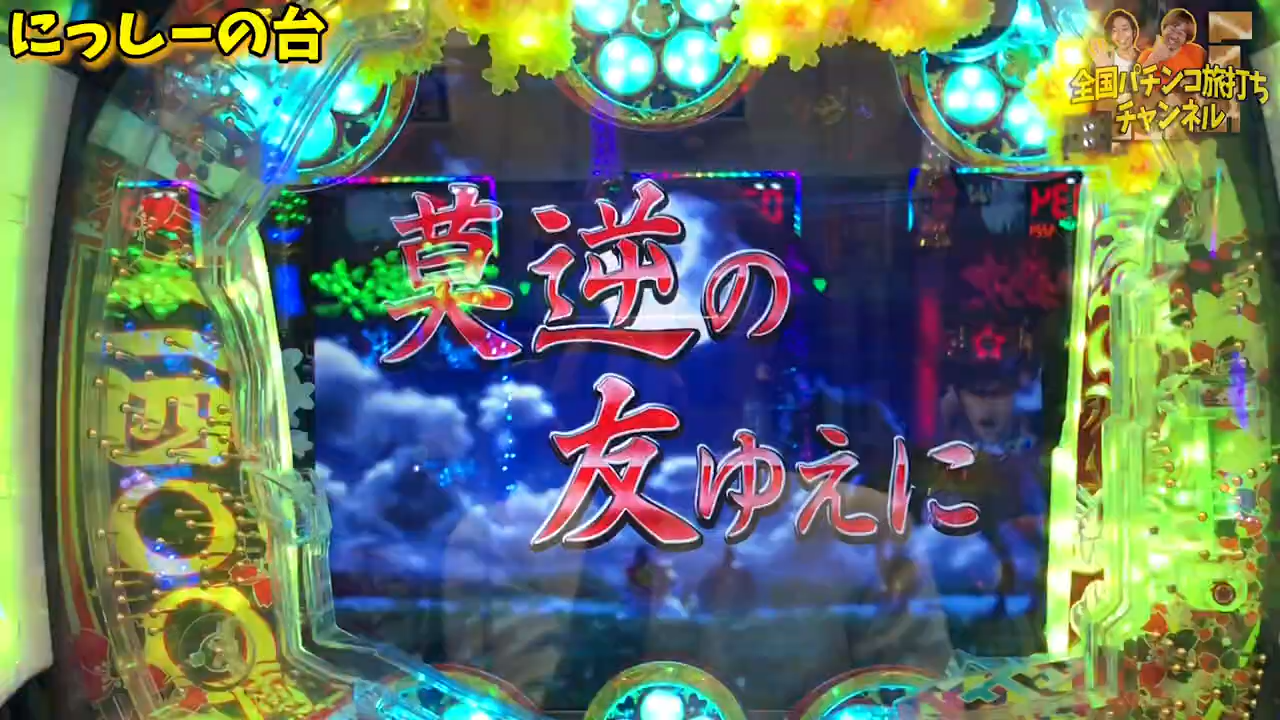 にっしーの台
全国パチンコ旅打ち
チャンネル
莫逆の
友ゆえに